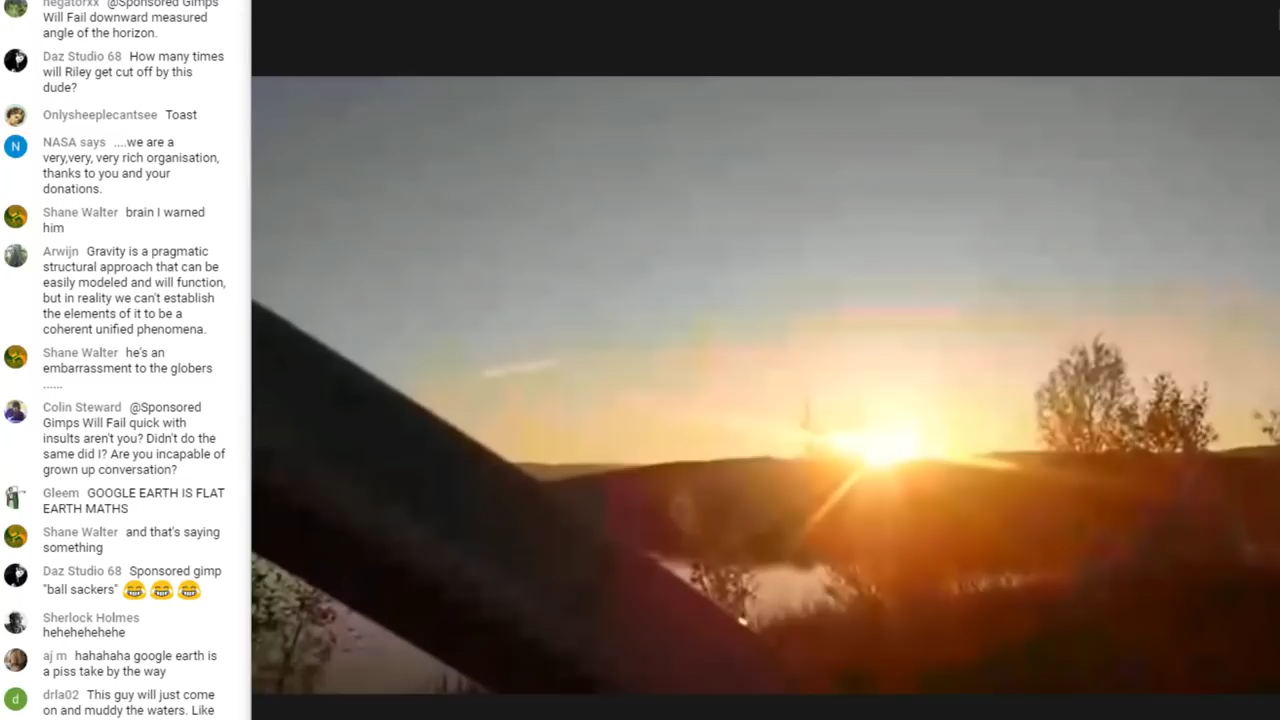 negatorxx @Sponsored Gimps
Will Fail downward measured
angle of the horizon.
Daz Studio 68 How many times
will Riley get cut off by this
dude?
Onlysheeplecantsee Toast
N
NASA says ....we are a
very,very, very rich organisation,
thanks to you and your
donations.
Shane Walter brain I warned
him
Arwijn Gravity is a pragmatic
structural approach that can be
easily modeled and will function,
but in reality we can't establish
the elements of it to be a
coherent unified phenomena.
Shane Walter he's an
embarrassment to the globers
......
Colin Steward @Sponsored
Gimps Will Fail quick with
insults aren't you? Didn't do the
same did I? Are you incapable of
grown up conversation?
Gleem GOOGLE EARTH IS FLAT
EARTH MATHS
Shane Walter and that's saying
something
Daz Studio 68 Sponsored gimp
"ball sackers" 😂 😂 😂
Sherlock Holmes
hehehehehehe
aj m hahahaha google earth is
a piss take by the way
d
drla02 This guy will just come
on and muddy the waters. Like